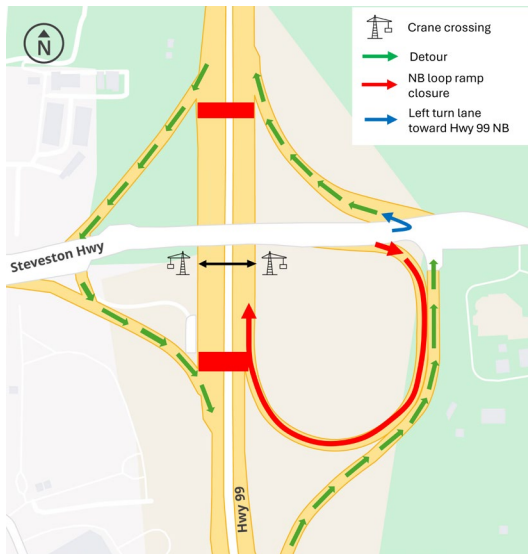 N
Crane crossing
Detour
NB loop ramp
closure
Left turn lane
toward Hwy 99 NB
Steveston Hwy
Hwy 99